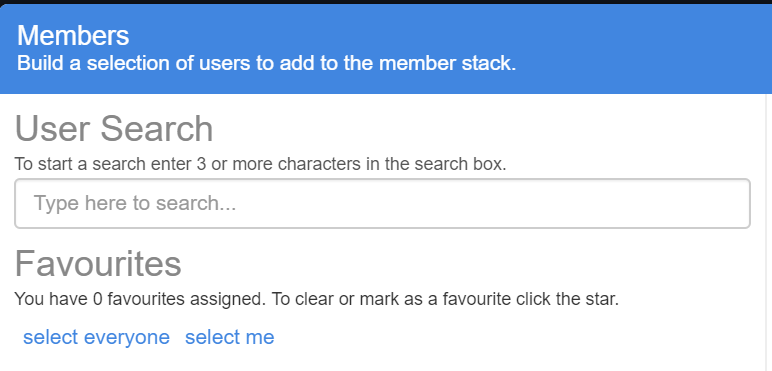 Members
Build a selection of users to add to the member stack.
User Search
To start a search enter 3 or more characters in the search box.
Type here to search...
Favourites
You have 0 favourites assigned. To clear or mark as a favourite click the star.
select everyone select me